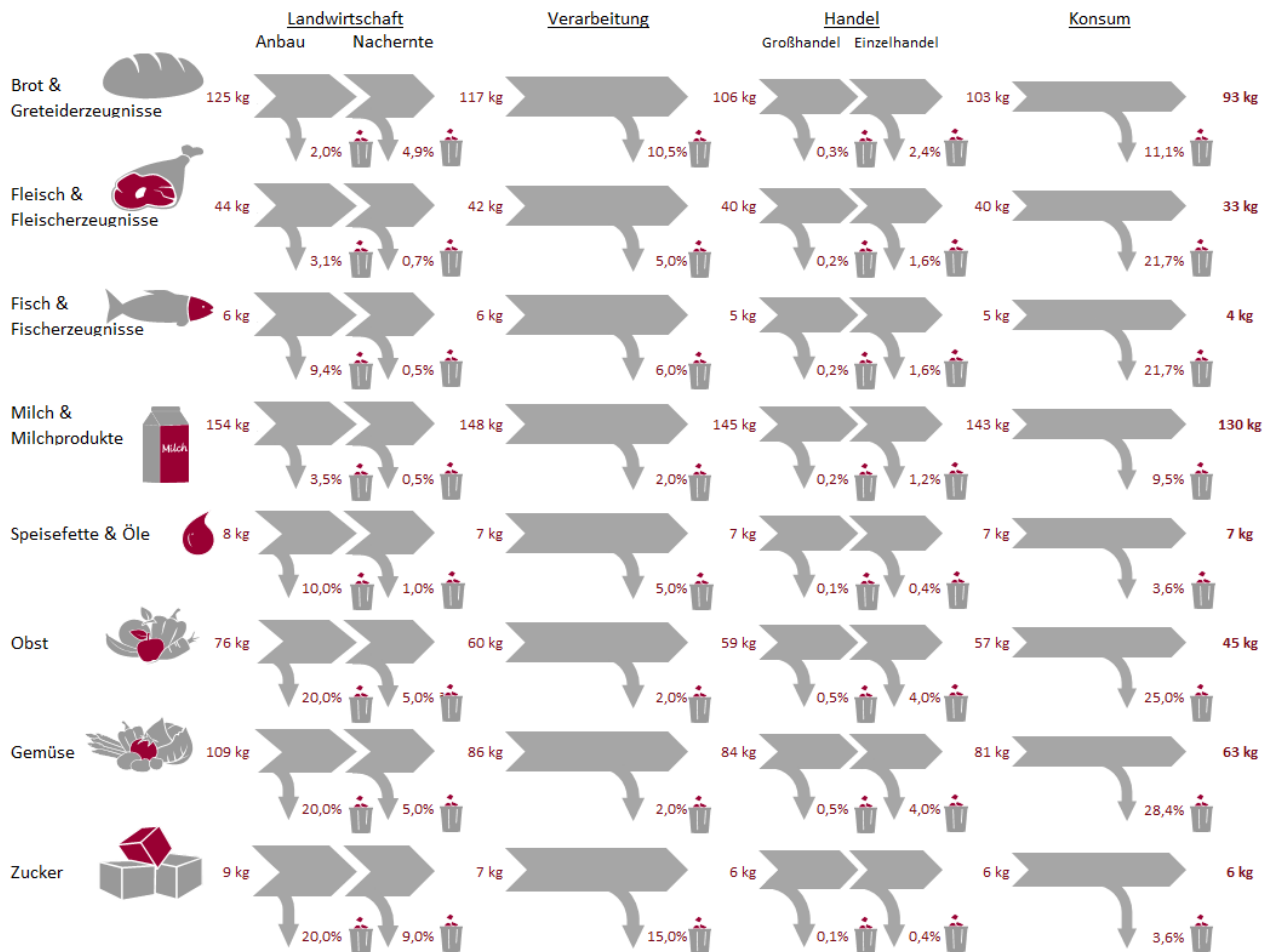 Landwirtschaft Verarbeitung Handel Konsum
Anbau Nachernte Großhandel Einzelhandel
Brot &
Greteiderzeugnisse
125 kg 117 kg 106 kg 103 kg 93 kg
2,0% 4,9% 10,5% 0,3% 2,4% 11,1%
Fleisch &
Fleischerzeugnisse
44 kg 42 kg 40 kg 40 kg 33 kg
3,1% 0,7% 5,0% 0,2% 1,6% 21,7%
Fisch &
Fischerzeugnisse
6 kg 6 kg 5 kg 5 kg 4 kg
9,4% 0,5% 6,0% 0,2% 1,6% 21,7%
Milch &
Milchprodukte
Milch
154 kg 148 kg 145 kg 143 kg 130 kg
3,5% 0,5% 2,0% 0,2% 1,2% 9,5%
Speisefette & Öle 8 kg 7 kg 7 kg 7 kg 7 kg
10,0% 1,0% 5,0% 0,1% 0,4% 3,6%
Obst 76 kg 60 kg 59 kg 57 kg 45 kg
20,0% 5,0% 2,0% 0,5% 4,0% 25,0%
Gemüse 109 kg 86 kg 84 kg 81 kg 63 kg
20,0% 5,0% 2,0% 0,5% 4,0% 28,4%
Zucker 9 kg 7 kg 6 kg 6 kg 6 kg
20,0% 9,0% 15,0% 0,1% 0,4% 3,6%